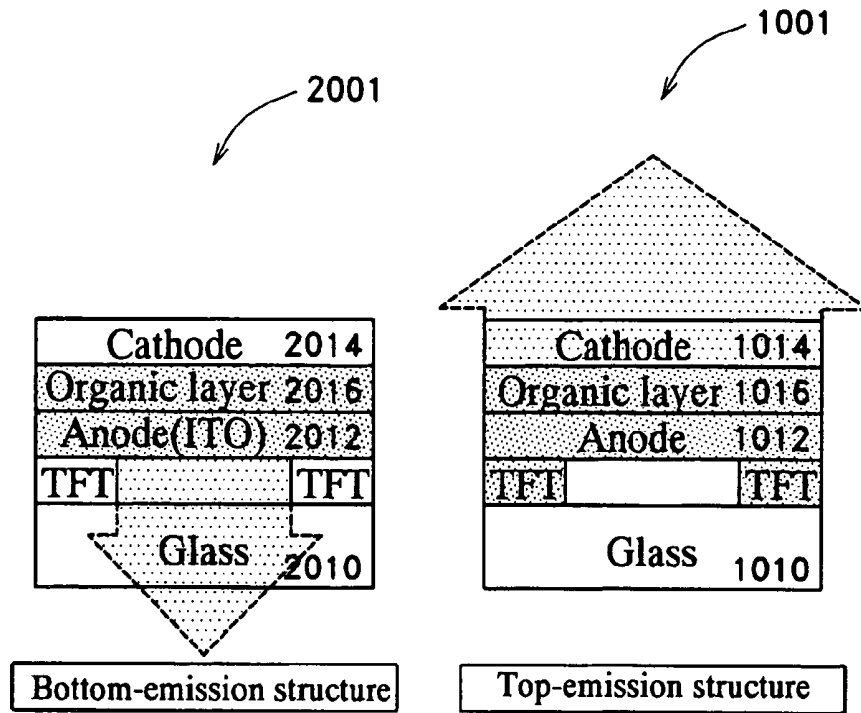 2001
1001
Cathode 2014
Organic layer 2016
Anode(ITO) 2012
TFT TFT
Glass
2010
Bottom-emission structure
Cathode 1014
Organic layer 1016
Anode 1012
TFT TFT
Glass
1010
Top-emission structure